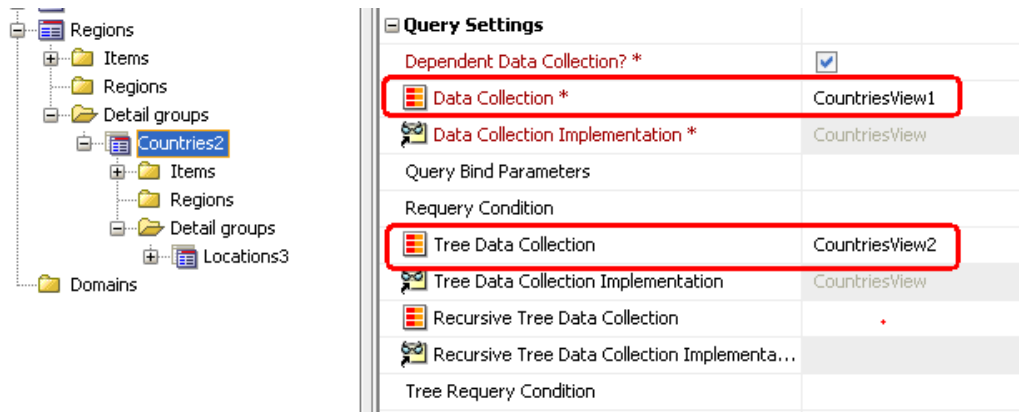 Regions
Items
Regions
Detail groups
Countries2
Items
Regions
Detail groups
Locations3
Domains
Query Settings
Dependent Data Collection? *
Data Collection * CountriesView1
Data Collection Implementation * CountriesView
Query Bind Parameters
Requery Condition
Tree Data Collection CountriesView2
Tree Data Collection Implementation CountriesView
Recursive Tree Data Collection
Recursive Tree Data Collection Implementa...
Tree Requery Condition